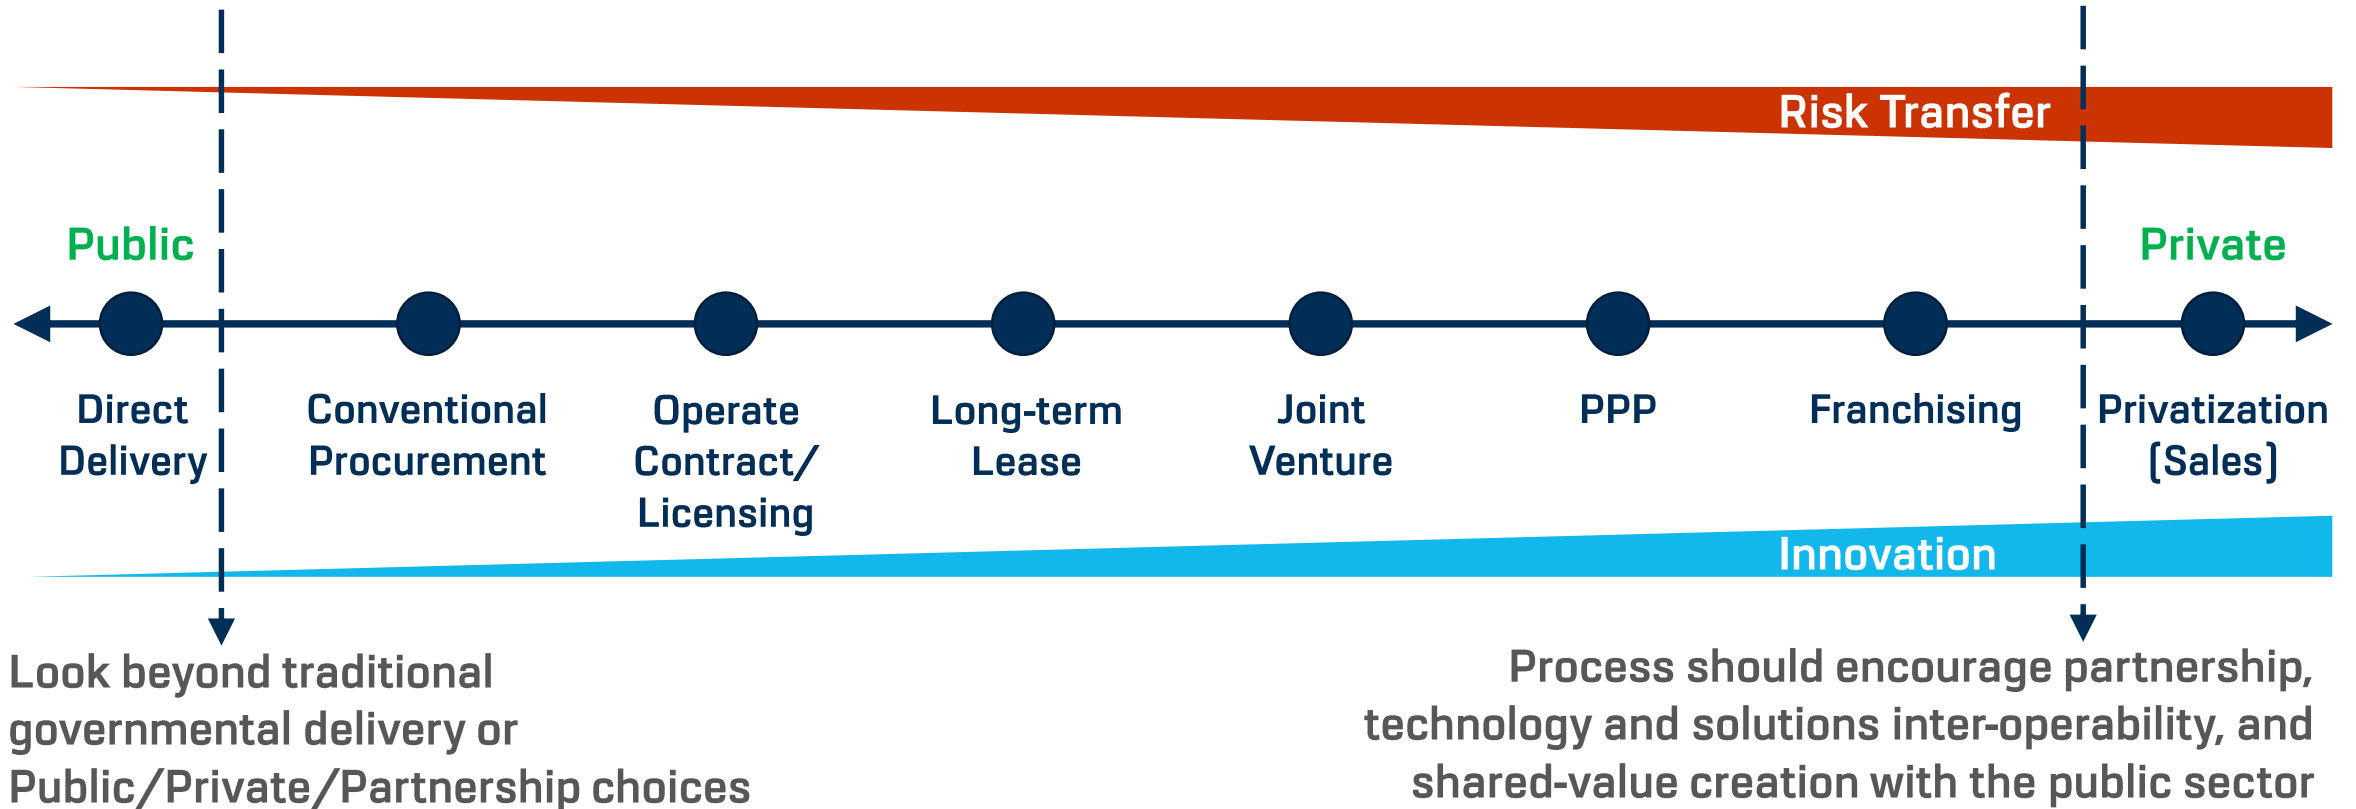 Risk Transfer
Public
Private
Direct
Delivery
Conventional
Procurement
Operate
Contract/
Licensing
Long-term
Lease
Joint
Venture
PPP
Franchising
Privatization
(Sales)
Innovation
Look beyond traditional
governmental delivery or
Public/Private/Partnership choices
Process should encourage partnership,
technology and solutions inter-operability, and
shared-value creation with the public sector